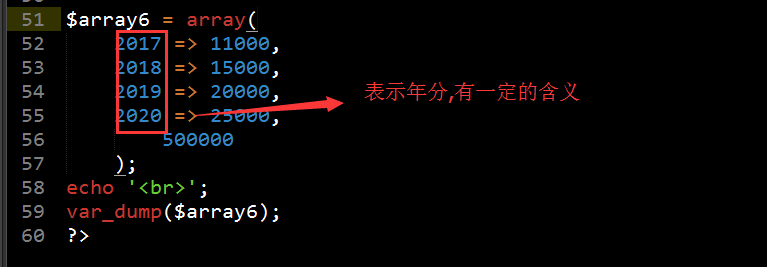 51 $array6 = array(
52 2017 => 11000,
53 2018 => 15000,
54 2019 => 20000,
55 2020 => 25000, 表示年分,有一定的含义
56 500000
57 );
58 echo '<br>';
59 var_dump($array6);
60 ?>